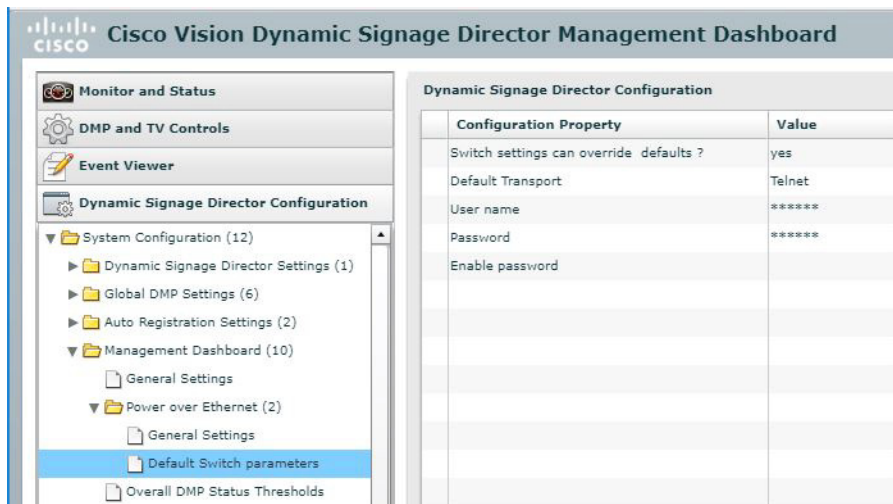 CISCO
Cisco Vision Dynamic Signage Director Management Dashboard
Monitor and Status
DMP and TV Controls
Event Viewer
Dynamic Signage Director Configuration
System Configuration (12)
Dynamic Signage Director Settings (1)
Global DMP Settings (6)
Auto Registration Settings (2)
Management Dashboard (10)
General Settings
Power over Ethernet (2)
General Settings
Default Switch parameters
Overall DMP Status Thresholds
Dynamic Signage Director Configuration
Configuration Property Value
Switch settings can override defaults ? yes
Default Transport Telnet
User name ******
Password ******
Enable password